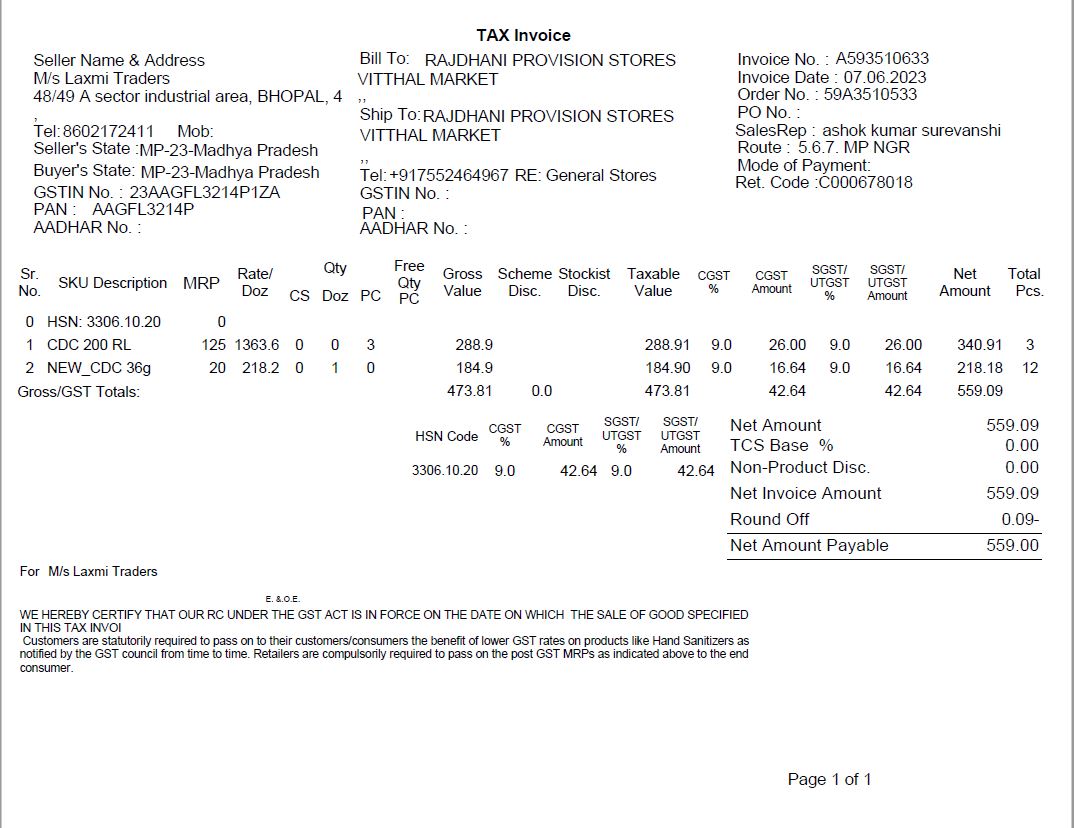 TAX Invoice
Seller Name & Address
M/s Laxmi Traders
48/49 A sector industrial area, BHOPAL, 4
,
Tel:8602172411 Mob:
Seller's State :MP-23-Madhya Pradesh
Buyer's State: MP-23-Madhya Pradesh
GSTIN No. : 23AAGFL3214P1ZA
PAN : AAGFL3214P
AADHAR No. :
Bill To: RAJDHANI PROVISION STORES
VITTHAL MARKET
,,
Ship To:RAJDHANI PROVISION STORES
VITTHAL MARKET
,,
Tel:+917552464967 RE: General Stores
GSTIN No. :
PAN :
AADHAR No. :
Invoice No. : A593510633
Invoice Date : 07.06.2023
Order No. : 59A3510533
PO No. :
SalesRep : ashok kumar surevanshi
Route : 5.6.7. MP NGR
Mode of Payment:
Ret. Code :C000678018
Sr. No. SKU Description MRP Rate/ Doz Qty CS Doz PC Free Qty PC Gross Value Scheme Disc. Stockist Disc. Taxable Value CGST % CGST Amount SGST/ UTGST % SGST/ UTGST Amount Net Amount Total Pcs.
0 HSN: 3306.10.20 0
1 CDC 200 RL 125 1363.6 0 0 3 288.9 288.91 9.0 26.00 9.0 26.00 340.91 3
2 NEW_CDC 36g 20 218.2 0 1 0 184.9 184.90 9.0 16.64 9.0 16.64 218.18 12
Gross/GST Totals: 473.81 0.0 473.81 42.64 42.64 559.09
HSN Code CGST % CGST Amount SGST/ UTGST % SGST/ UTGST Amount
3306.10.20 9.0 42.64 9.0 42.64
Net Amount 559.09
TCS Base % 0.00
Non-Product Disc. 0.00
Net Invoice Amount 559.09
Round Off 0.09-
Net Amount Payable 559.00
For M/s Laxmi Traders
E. &.O.E.
WE HEREBY CERTIFY THAT OUR RC UNDER THE GST ACT IS IN FORCE ON THE DATE ON WHICH THE SALE OF GOOD SPECIFIED
IN THIS TAX INVOI
Customers are statutorily required to pass on to their customers/consumers the benefit of lower GST rates on products like Hand Sanitizers as
notified by the GST council from time to time. Retailers are compulsorily required to pass on the post GST MRPs as indicated above to the end
consumer.
Page 1 of 1